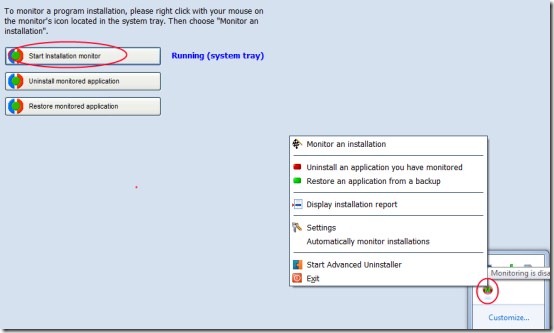 To monitor a program installation, please right click with your mouse on
the monitor's icon located in the system tray. Then choose "Monitor an
installation".
Start Installation monitor
Running (system tray)
Uninstall monitored application
Restore monitored application
Monitor an installation
Uninstall an application you have monitored
Restore an application from a backup
Display installation report
Settings
Automatically monitor installations
Start Advanced Uninstaller
Exit
Monitoring is disa
Customize...